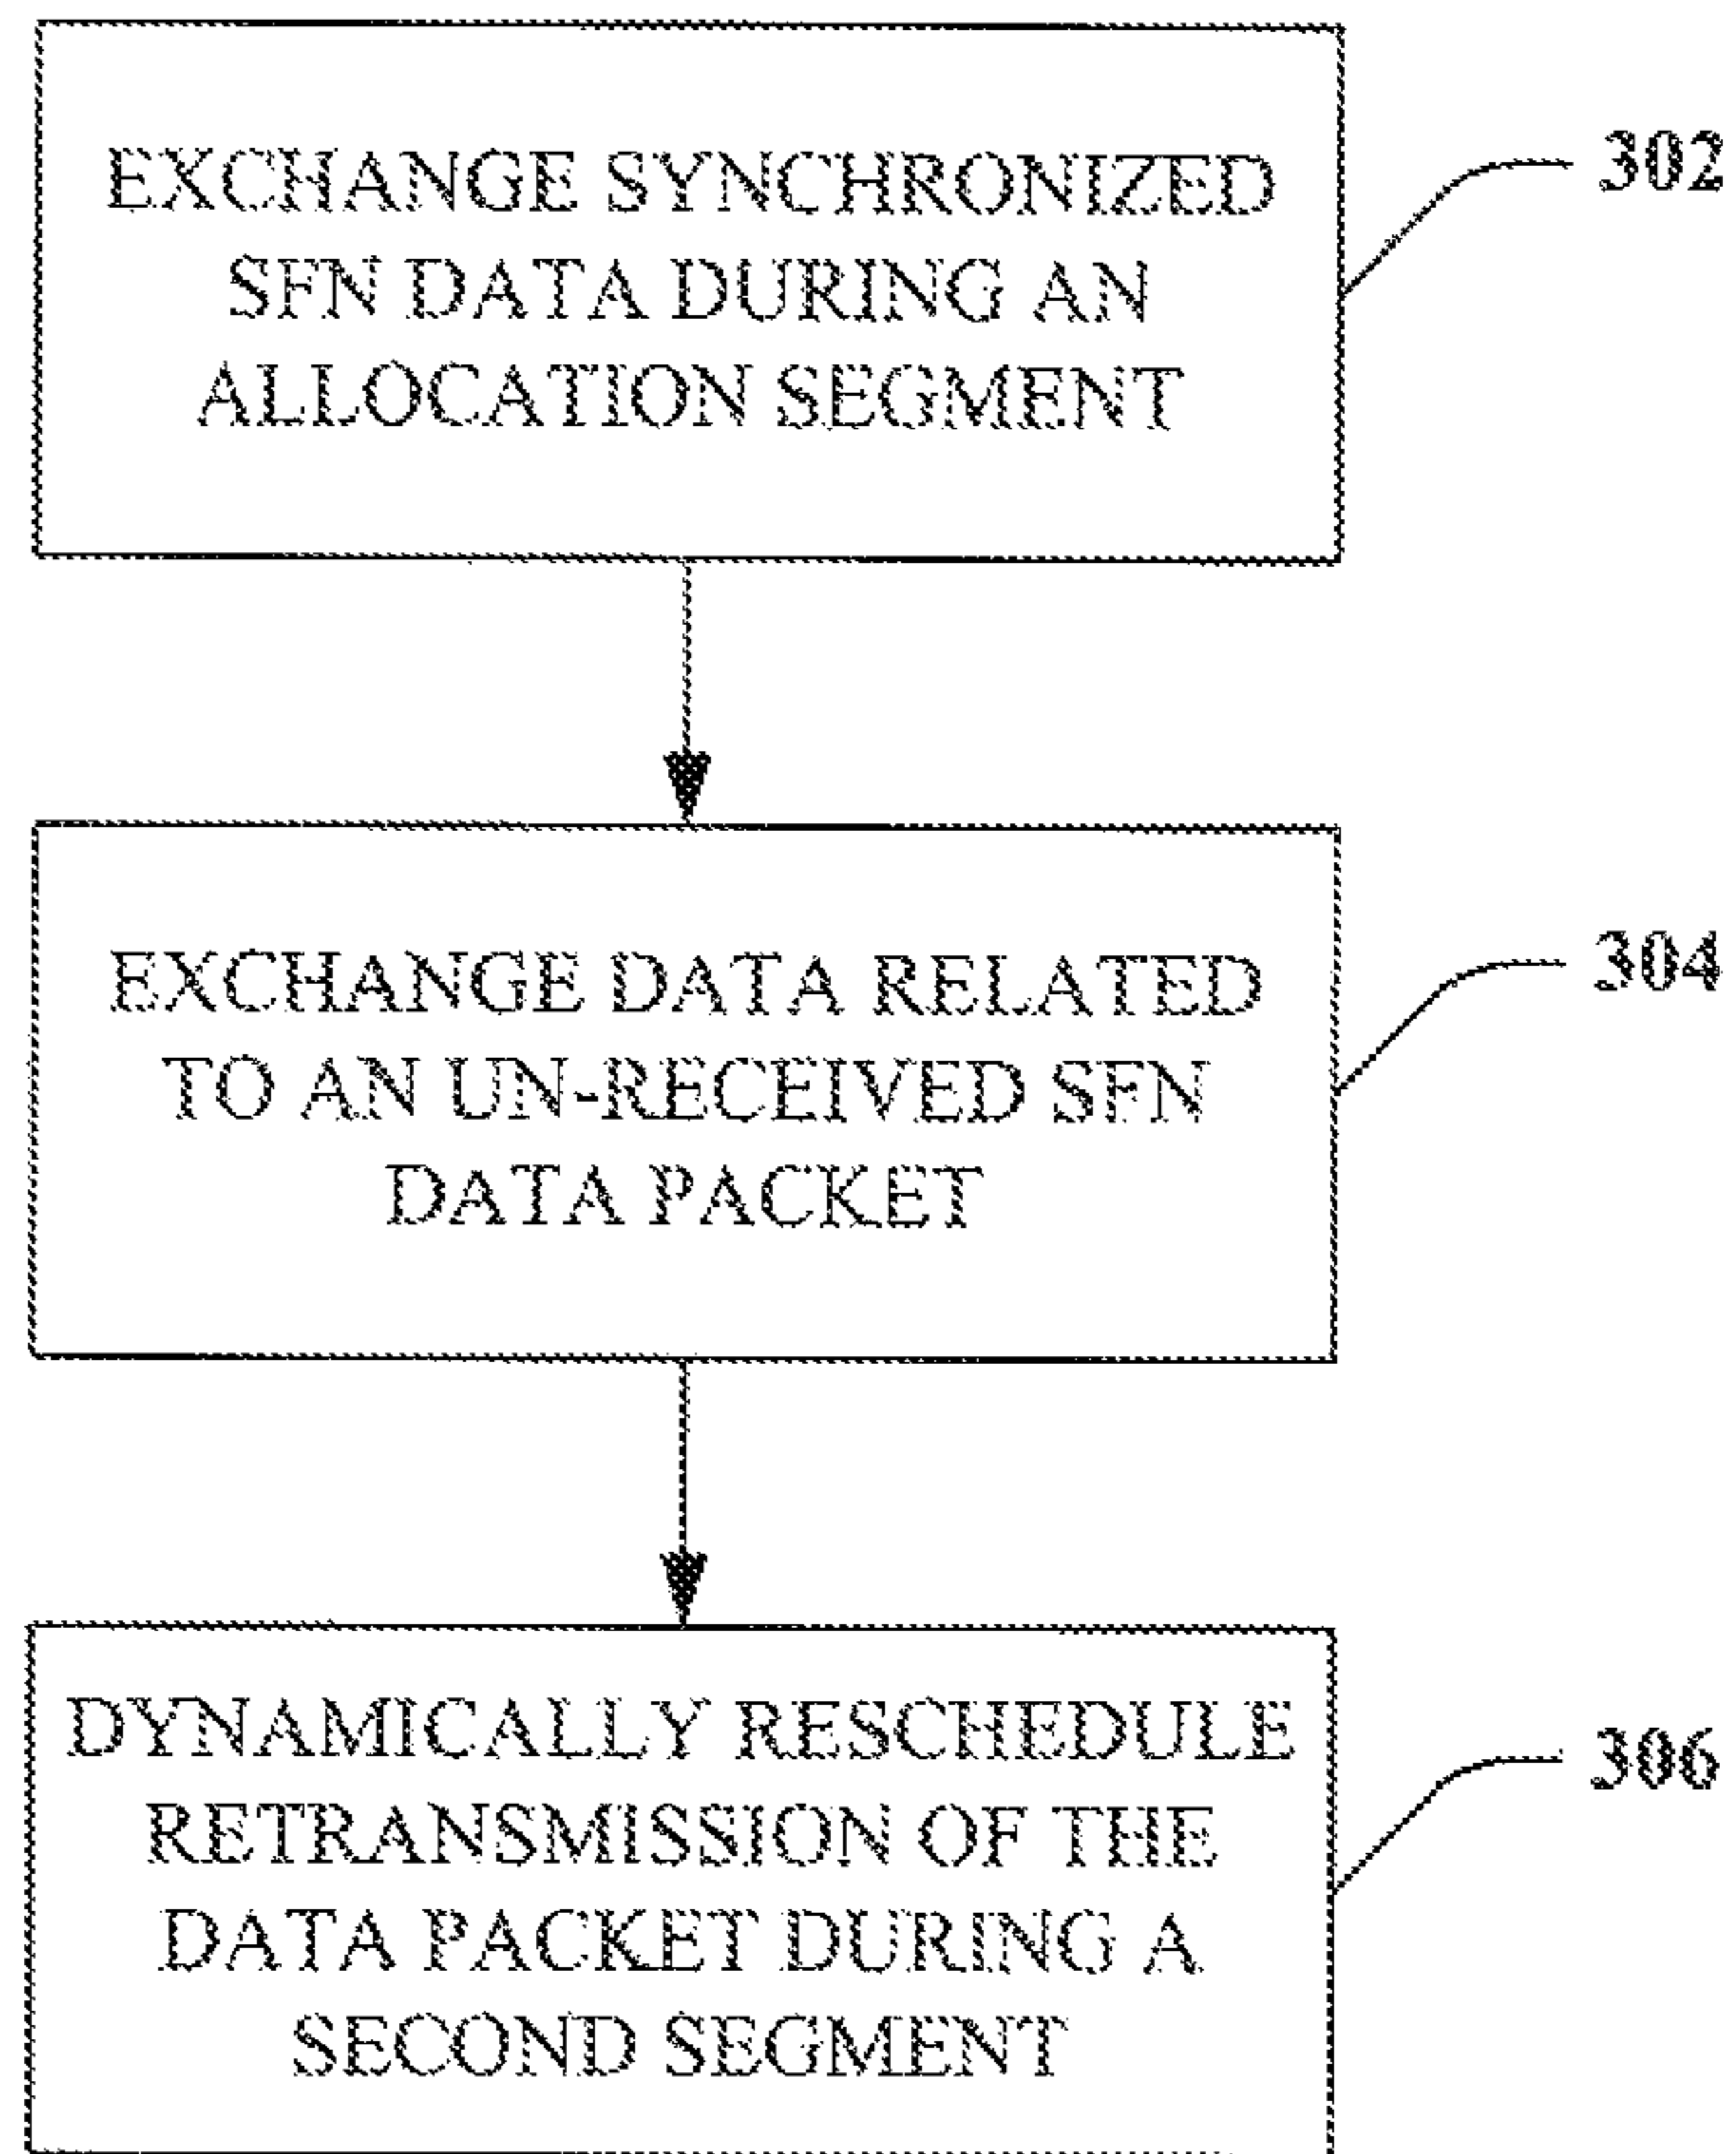 EXCHANGE SYNCHRONIZED
SFN DATA DURING AN
ALLOCATION SEGMENT
302
EXCHANGE DATA RELATED
TO AN UN-RECEIVED SFN
DATA PACKET
304
DYNAMICALLY RESCHEDULE
RETRANSMISSION OF THE
DATA PACKET DURING A
SECOND SEGMENT
306